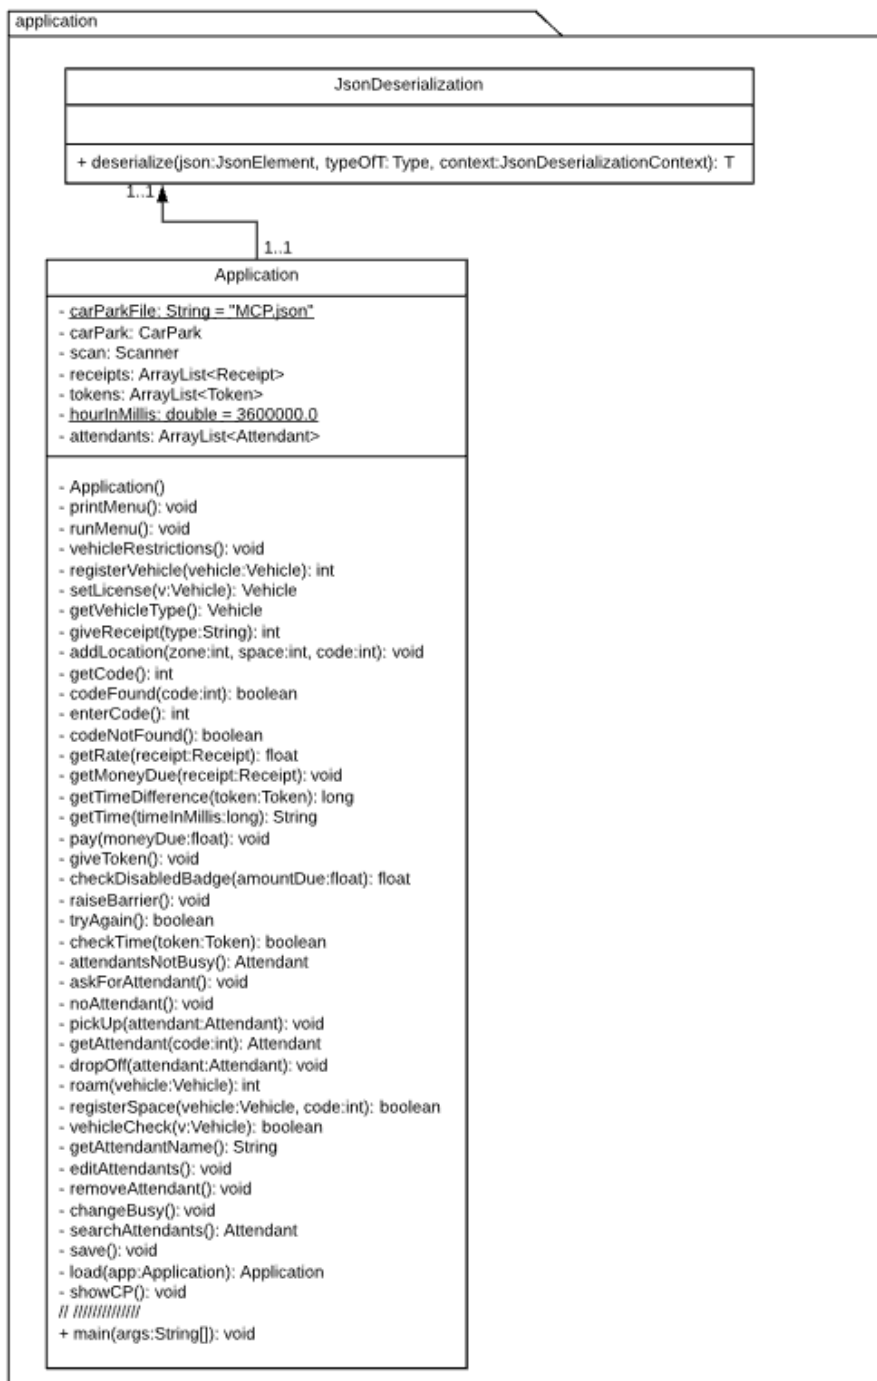 application
JsonDeserialization
+ deserialize(json:JsonElement, typeOfT: Type, context:JsonDeserializationContext): T
1..1
1..1
Application
- carParkFile: String = "MCP.json"
- carPark: CarPark
- scan: Scanner
- receipts: ArrayList<Receipt>
- tokens: ArrayList<Token>
- hourInMillis: double = 3600000.0
- attendants: ArrayList<Attendant>
- Application()
- printMenu(): void
- runMenu(): void
- vehicleRestrictions(): void
- registerVehicle(vehicle:Vehicle): int
- setLicense(v:Vehicle): Vehicle
- getVehicleType(): Vehicle
- giveReceipt(type:String): int
- addLocation(zone:int, space:int, code:int): void
- getCode(): int
- codeFound(code:int): boolean
- enterCode(): int
- codeNotFound(): boolean
- getRate(receipt:Receipt): float
- getMoneyDue(receipt:Receipt): void
- getTimeDifference(token:Token): long
- getTime(timeInMillis:long): String
- pay(moneyDue:float): void
- giveToken(): void
- checkDisabledBadge(amountDue:float): float
- raiseBarrier(): void
- tryAgain(): boolean
- checkTime(token:Token): boolean
- attendantsNotBusy(): Attendant
- askForAttendant(): void
- noAttendant(): void
- pickUp(attendant:Attendant): void
- getAttendant(code:int): Attendant
- dropOff(attendant:Attendant): void
- roam(vehicle:Vehicle): int
- registerSpace(vehicle:Vehicle, code:int): boolean
- vehicleCheck(v:Vehicle): boolean
- getAttendantName(): String
- editAttendants(): void
- removeAttendant(): void
- changeBusy(): void
- searchAttendants(): Attendant
- save(): void
- load(app:Application): Application
- showCP(): void
// //////////////
+ main(args:String[]): void